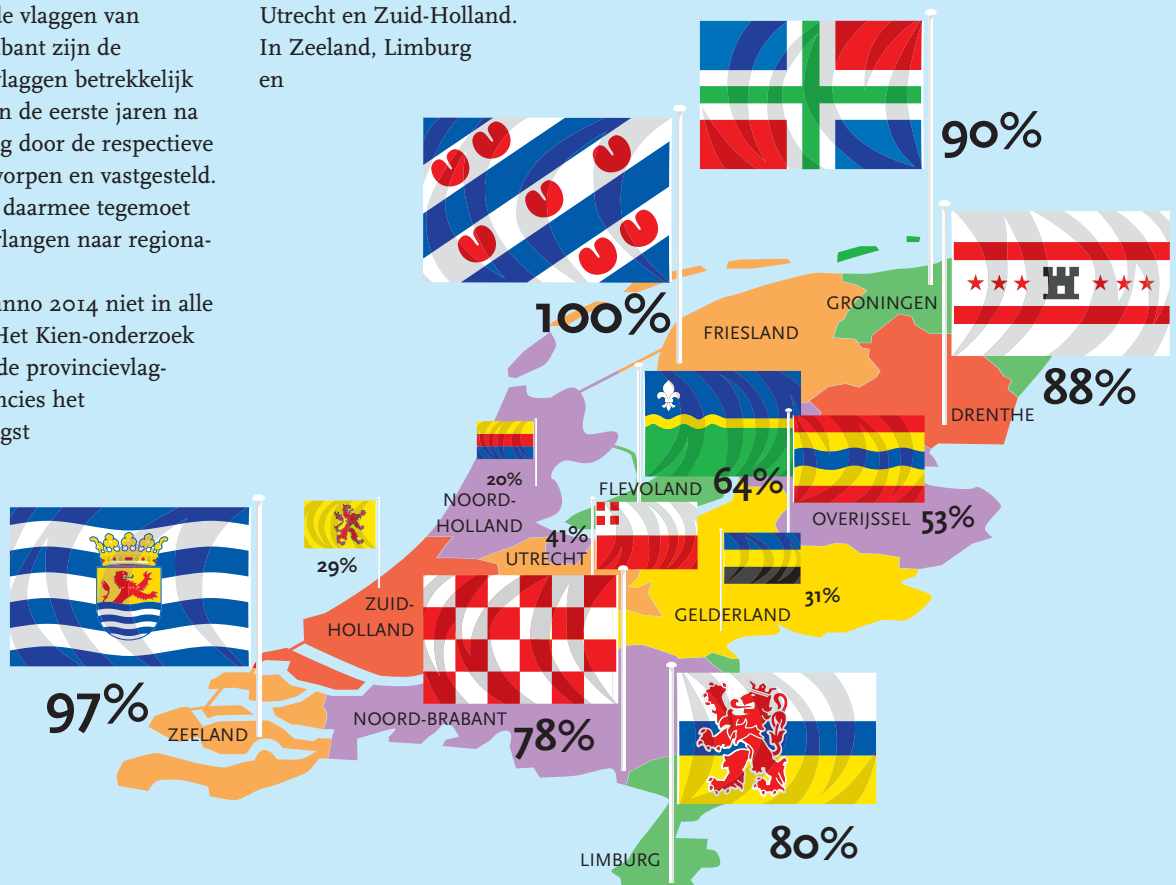 de vlaggen van
bant zijn de
vlaggen betrekkelijk
n de eerste jaren na
g door de respectieve
worpen en vastgesteld.
daarmee tegemoet
rlangen naar regiona-
anno 2014 niet in alle
Het Kien-onderzoek
de provincievlag-
ncies het
gst
Utrecht en Zuid-Holland.
In Zeeland, Limburg
en
90%
100%
GRONINGEN
FRIESLAND
88%
DRENTHE
20%
NOORD-
HOLLAND
FLEVOLAND
64%
OVERIJSSEL
53%
41%
UTRECHT
29%
31%
ZUID-
HOLLAND
GELDERLAND
97%
ZEELAND
NOORD-BRABANT
78%
80%
LIMBURG